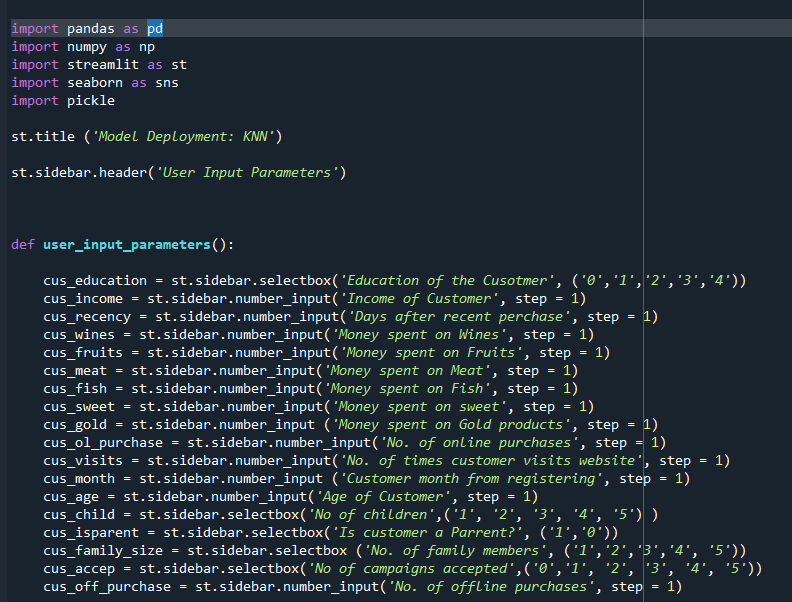 import pandas as pd
import numpy as np
import streamlit as st
import seaborn as sns
import pickle
st.title ('Model Deployment: KNN')
st.sidebar.header('User Input Parameters')
def user_input_parameters():
cus_education = st.sidebar.selectbox('Education of the Cusotmer', ('0','1','2','3','4'))
cus_income = st.sidebar.number_input('Income of Customer', step = 1)
cus_recency = st.sidebar.number_input('Days after recent perchase', step = 1)
cus_wines = st.sidebar.number_input('Money spent on Wines', step = 1)
cus_fruits = st.sidebar.number_input('Money spent on Fruits', step = 1)
cus_meat = st.sidebar.number_input('Money spent on Meat', step = 1)
cus_fish = st.sidebar.number_input('Money spent on Fish', step = 1)
cus_sweet = st.sidebar.number_input('Money spent on sweet', step = 1)
cus_gold = st.sidebar.number_input ('Money spent on Gold products', step = 1)
cus_ol_purchase = st.sidebar.number_input('No. of online purchases', step = 1)
cus_visits = st.sidebar.number_input('No. of times customer visits website', step = 1)
cus_month = st.sidebar.number_input ('Customer month from registering', step = 1)
cus_age = st.sidebar.number_input('Age of Customer', step = 1)
cus_child = st.sidebar.selectbox('No of children',('1', '2', '3', '4', '5') )
cus_isparent = st.sidebar.selectbox('Is customer a Parrent?', ('1','0'))
cus_family_size = st.sidebar.selectbox ('No. of family members', ('1','2','3','4', '5'))
cus_accep = st.sidebar.selectbox('No of campaigns accepted',('0','1', '2', '3', '4', '5'))
cus_off_purchase = st.sidebar.number_input('No. of offline purchases', step = 1)